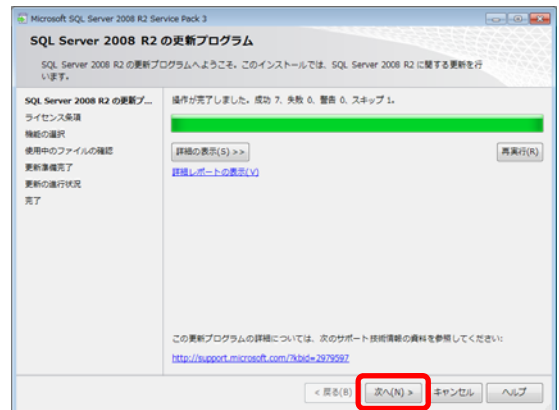 Microsoft SQL Server 2008 R2 Service Pack 3
SQL Server 2008 R2 の更新プログラム
SQL Server 2008 R2 の更新プログラムへようこそ。このインストールでは、SQL Server 2008 R2 に関する更新を行
います。
SQL Server 2008 R2 の更新プ...
ライセンス条項
機能の選択
使用中のファイルの確認
更新準備完了
更新の進行状況
完了
操作が完了しました。成功 7、失敗 0、警告 0、スキップ 1。
詳細の表示(S) >>
再実行(R)
詳細レポートの表示(V)
この更新プログラムの詳細については、次のサポート技術情報の資料を参照してください:
http://support.microsoft.com/?kbid=2979597
< 戻る(B)
次へ(N) >
キャンセル
ヘルプ